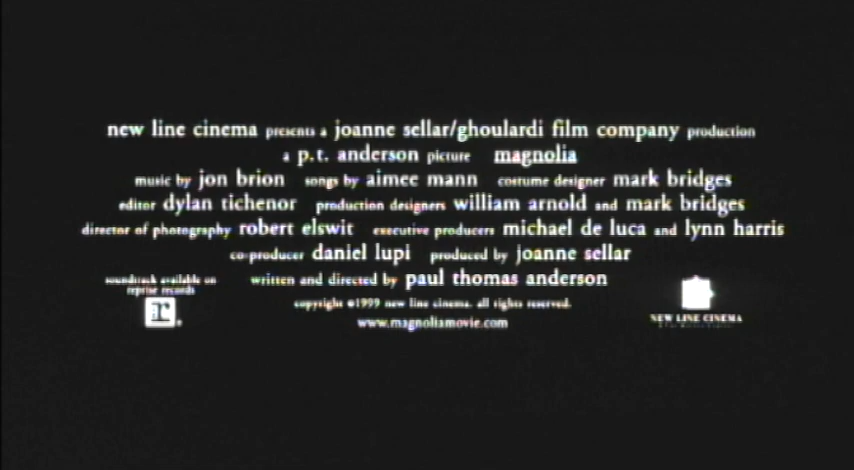 new line cinema presents a joanne sellar/ghoulardi film company production
a p.t. anderson picture magnolia
music by jon brion songs by aimee mann costume designer mark bridges
editor dylan tichenor production designers william arnold and mark bridges
director of photography robert elswit executive producers michael de luca and lynn harris
co-producer daniel lupi produced by joanne sellar
written and directed by paul thomas anderson
soundtrack available on
reprise records
copyright ©1999 new line cinema. all rights reserved.
www.magnoliamovie.com
r:
NEW LINE CINEMA